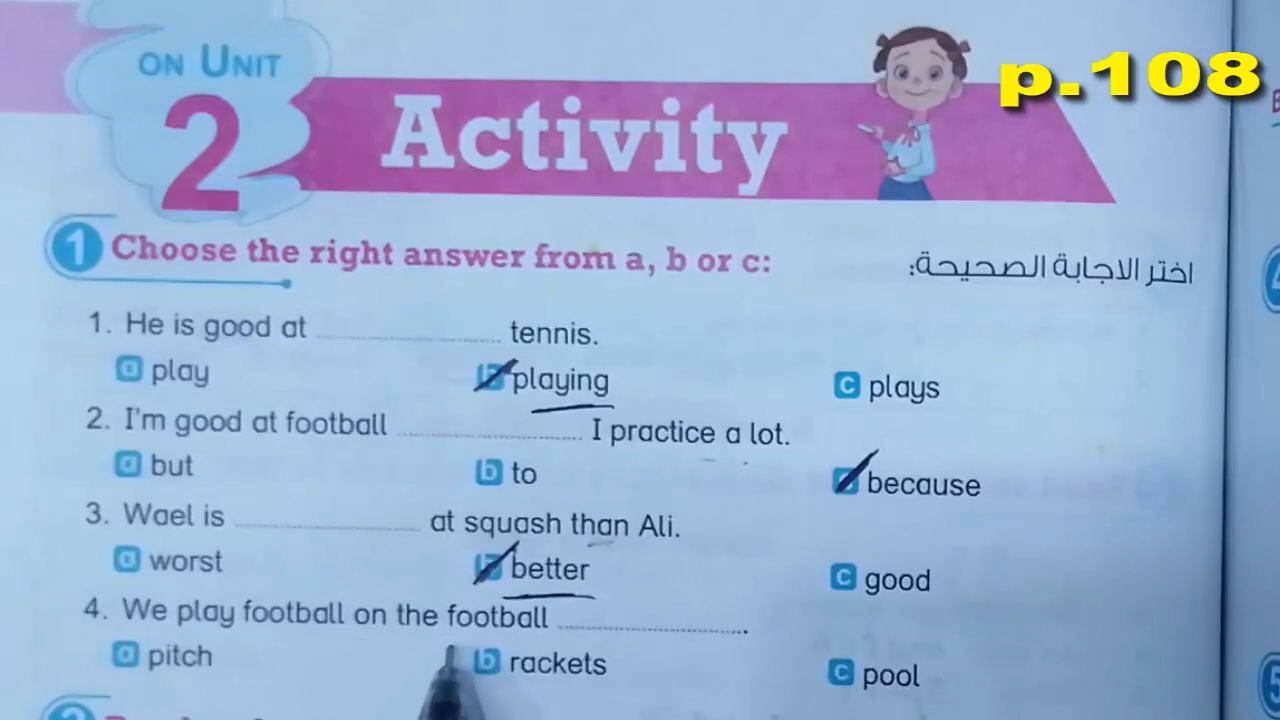 ON UNIT
2
Activity
p.108
1 Choose the right answer from a, b or c:
اختر الاجابة الصحيحة:
1. He is good at ........................ tennis.
a play b playing c plays
2. I'm good at football ........................ I practice a lot.
a but b to c because
3. Wael is ........................ at squash than Ali.
a worst b better c good
4. We play football on the football ........................
a pitch b rackets c pool